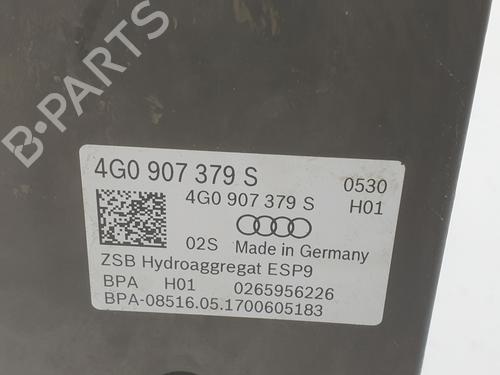 B-PARTS
4G0 907 379 S
0530
4G0 907 379 S
H01
02S Made in Germany
ZSB Hydroaggregat ESP9
BPA H01 0265956226
BPA-08516.05.1700605183